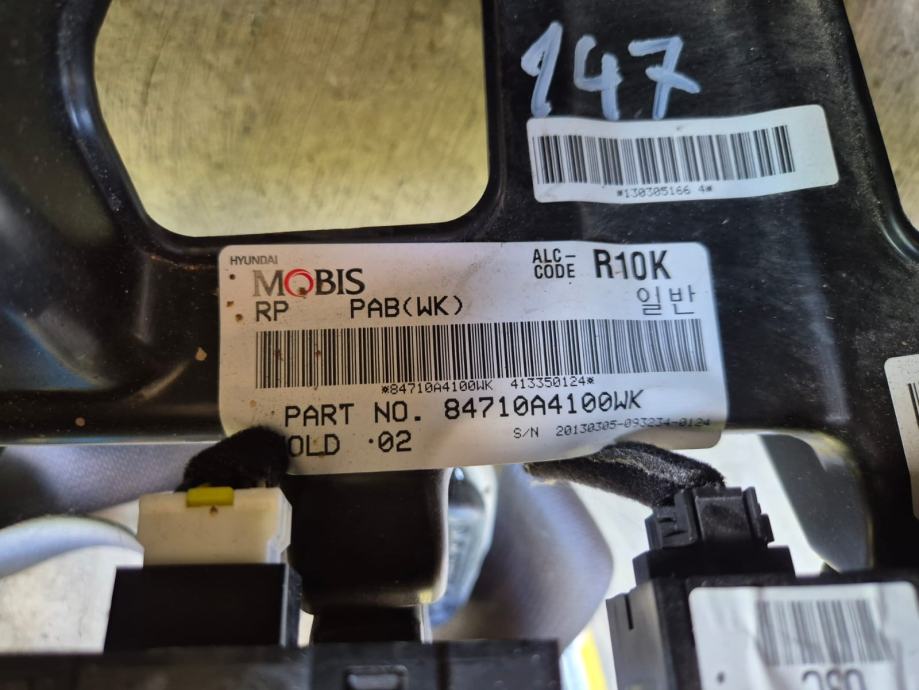 147
*130305166 4*
HYUNDAI
MOBIS
ALC-CODE R10K
RP PAB(WK) 일반
*84710A4100WK 413350124*
PART NO. 84710A4100WK
OLD 02
S/N 20130305-093234-0124